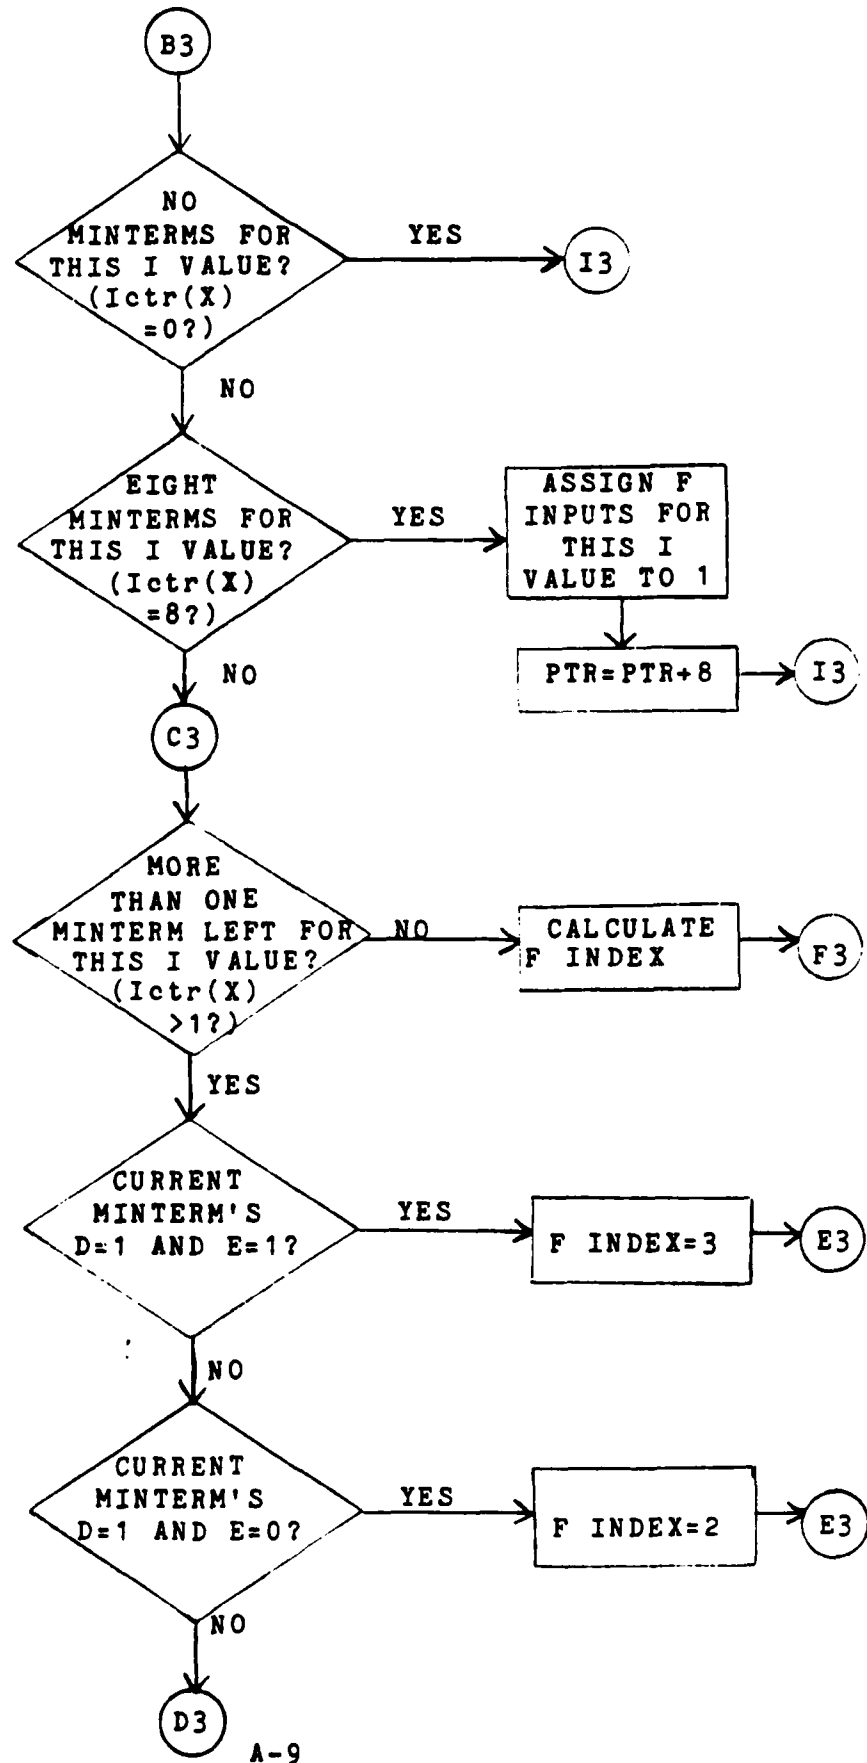 B3
NO
MINTERMS FOR
THIS I VALUE?
(Ictr(X)
=0?)
YES
I3
NO
EIGHT
MINTERMS FOR
THIS I VALUE?
(Ictr(X)
=8?)
YES
ASSIGN F
INPUTS FOR
THIS I
VALUE TO 1
PTR=PTR+8
I3
NO
C3
MORE
THAN ONE
MINTERM LEFT FOR
THIS I VALUE?
(Ictr(X)
>1?)
NO
CALCULATE
F INDEX
F3
YES
CURRENT
MINTERM'S
D=1 AND E=1?
YES
F INDEX=3
E3
NO
CURRENT
MINTERM'S
D=1 AND E=0?
YES
F INDEX=2
E3
NO
D3
A-9